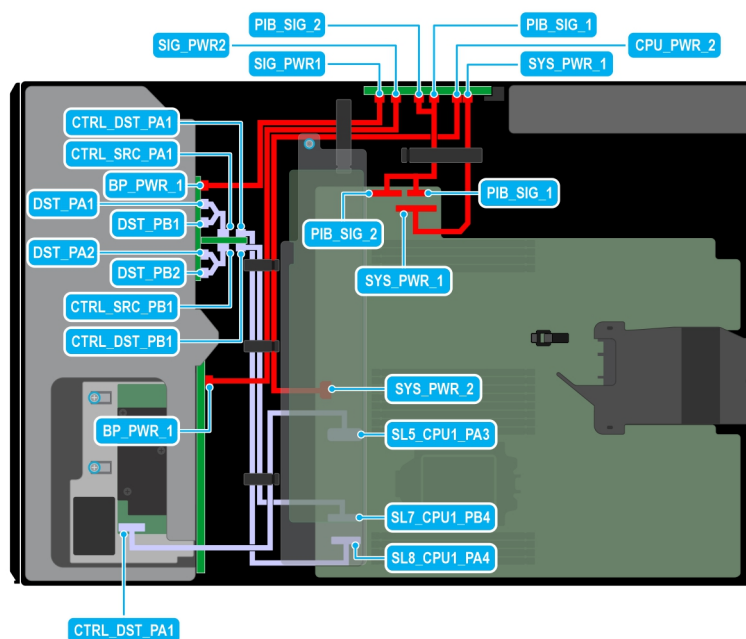 PIB_SIG_2
PIB_SIG_1
SIG_PWR2
CPU_PWR_2
SIG_PWR1
SYS_PWR_1
CTRL_DST_PA1
CTRL_SRC_PA1
BP_PWR_1
DST_PA1
PIB_SIG_1
DST_PB1
PIB_SIG_2
DST_PA2
DST_PB2
SYS_PWR_1
CTRL_SRC_PB1
CTRL_DST_PB1
SYS_PWR_2
BP_PWR_1
SL5_CPU1_PA3
SL7_CPU1_PB4
SL8_CPU1_PA4
CTRL_DST_PA1